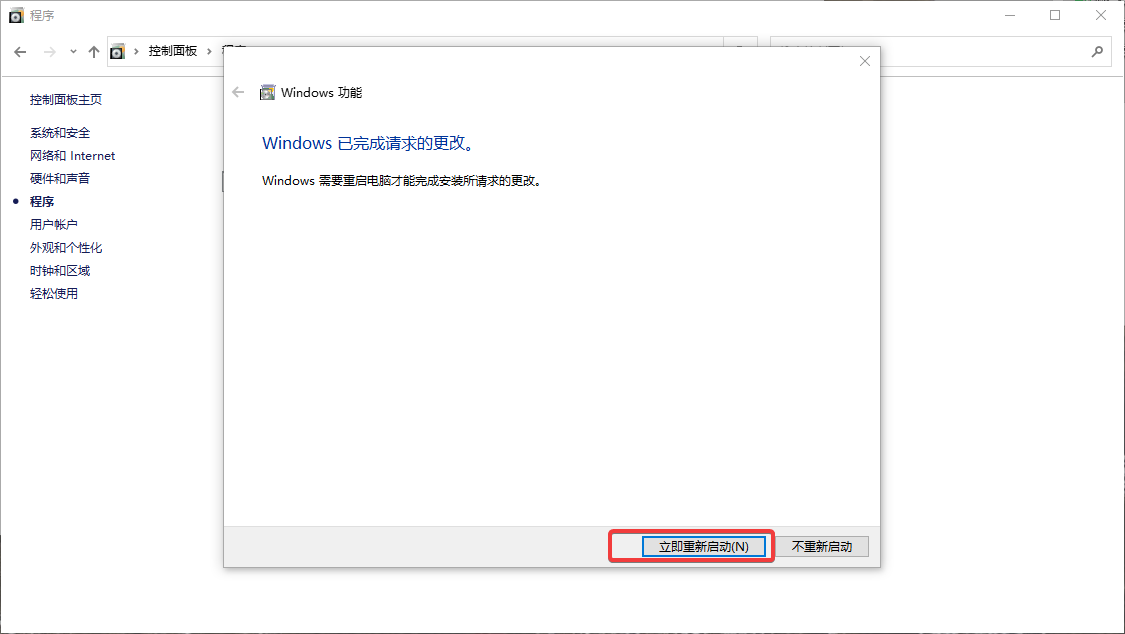 程序
控制面板
控制面板主页
系统和安全
网络和 Internet
硬件和声音
程序
用户帐户
外观和个性化
时钟和区域
轻松使用
Windows 功能
Windows 已完成请求的更改。
Windows 需要重启电脑才能完成安装所请求的更改。
立即重新启动(N)
不重新启动